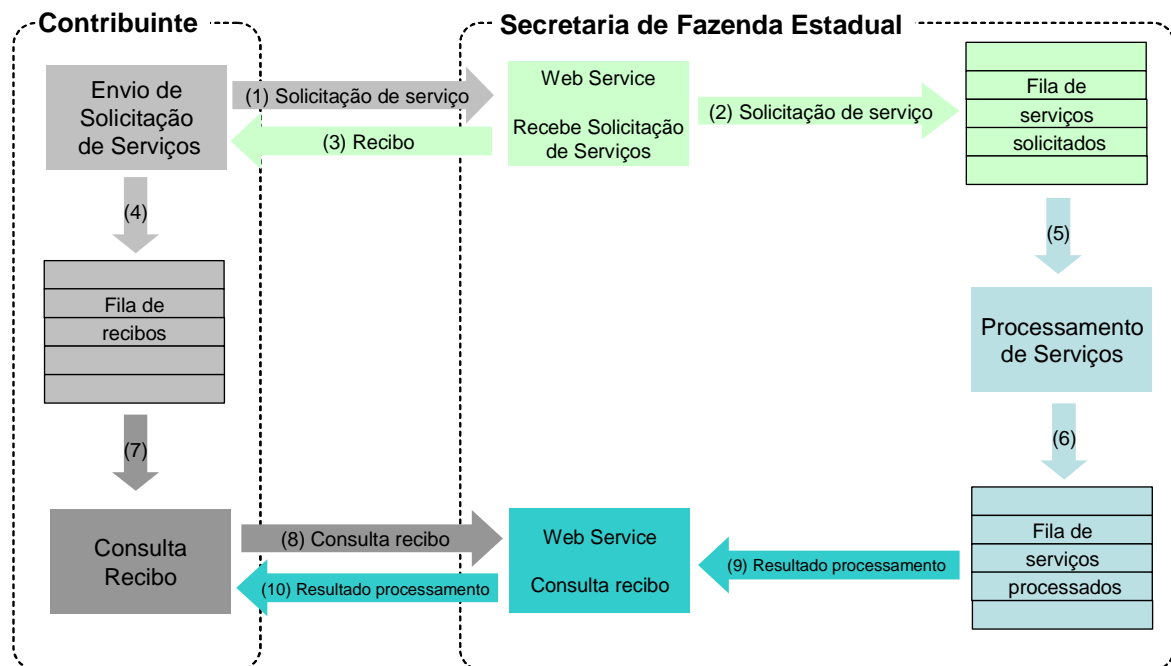 Contribuinte
Secretaria de Fazenda Estadual
Envio de
Solicitação
de Serviços
(1) Solicitação de serviço
(3) Recibo
Web Service
Recebe Solicitação
de Serviços
(2) Solicitação de serviço
Fila de
serviços
solicitados
(4)
(5)
Fila de
recibos
Processamento
de Serviços
(7)
(6)
Consulta
Recibo
(8) Consulta recibo
(10) Resultado processamento
Web Service
Consulta recibo
(9) Resultado processamento
Fila de
serviços
processados